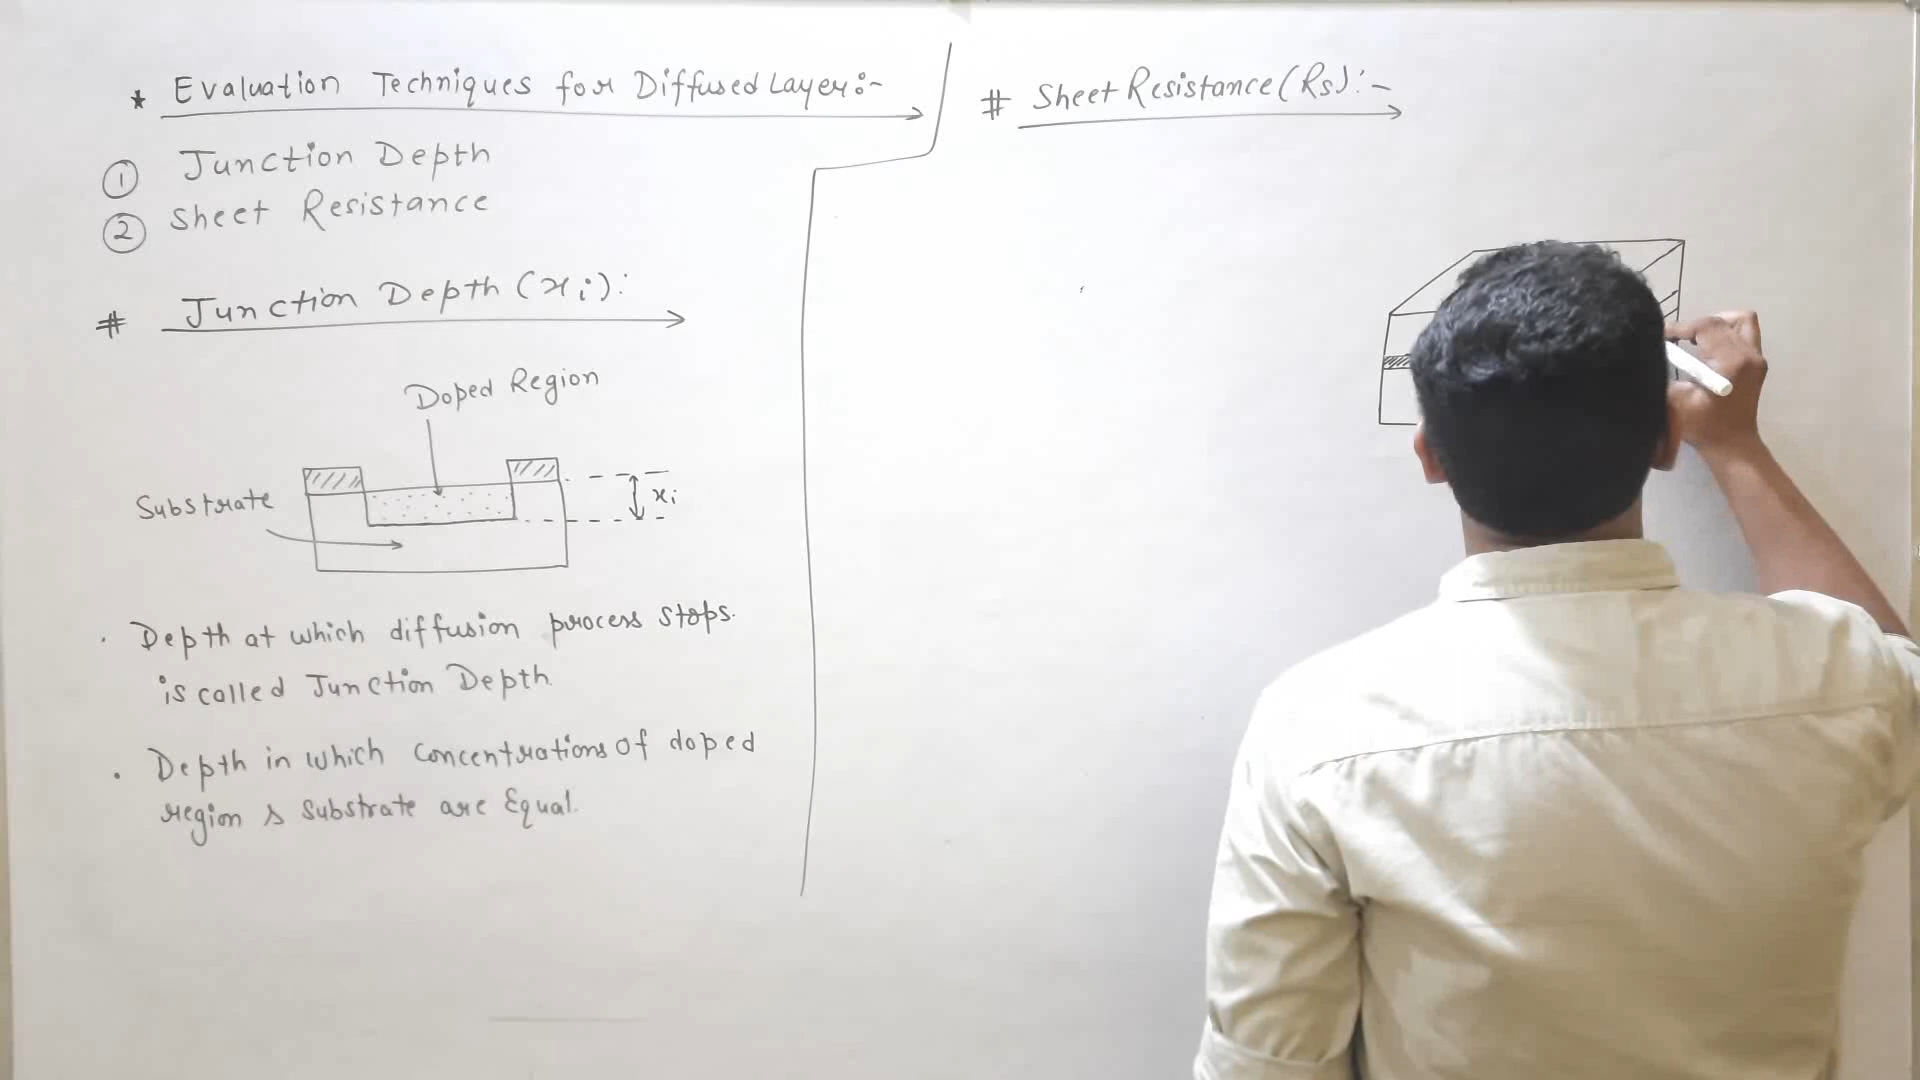 * Evaluation Techniques for Diffused Layer:-
① Junction Depth
② Sheet Resistance
# Junction Depth (xi):
Doped Region
Substrate
xi
. Depth at which diffusion process stops.
is called Junction Depth.
. Depth in which concentrations of doped
region & substrate are Equal.
# Sheet Resistance (Rs):-